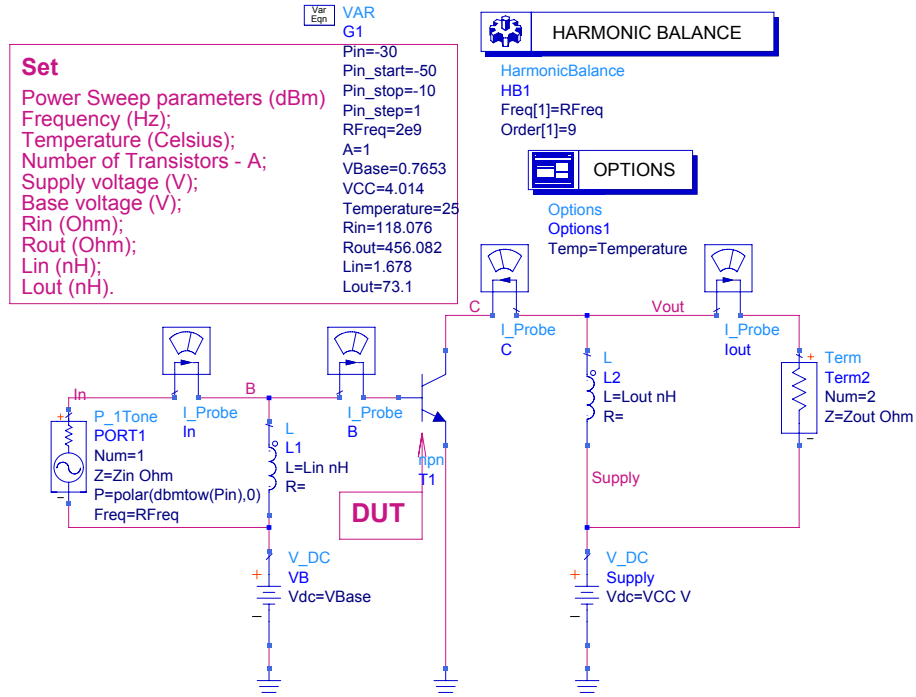 Var
Eqn
VAR
G1
Pin=-30
Pin_start=-50
Pin_stop=-10
Pin_step=1
RFreq=2e9
A=1
VBase=0.7653
VCC=4.014
Temperature=25
Rin=118.076
Rout=456.082
Lin=1.678
Lout=73.1
Set
Power Sweep parameters (dBm)
Frequency (Hz);
Temperature (Celsius);
Number of Transistors - A;
Supply voltage (V);
Base voltage (V);
Rin (Ohm);
Rout (Ohm);
Lin (nH);
Lout (nH).
HARMONIC BALANCE
HarmonicBalance
HB1
Freq[1]=RFreq
Order[1]=9
OPTIONS
Options
Options1
Temp=Temperature
In
P_1Tone
PORT1
Num=1
Z=Zin Ohm
P=polar(dbmtow(Pin),0)
Freq=RFreq
I_Probe
In
B
L
L1
L=Lin nH
R=
I_Probe
B
npn
T1
DUT
C
I_Probe
C
Vout
L
L2
L=Lout nH
R=
I_Probe
Iout
Term
Term2
Num=2
Z=Zout Ohm
Supply
V_DC
VB
Vdc=VBase
V_DC
Supply
Vdc=VCC V